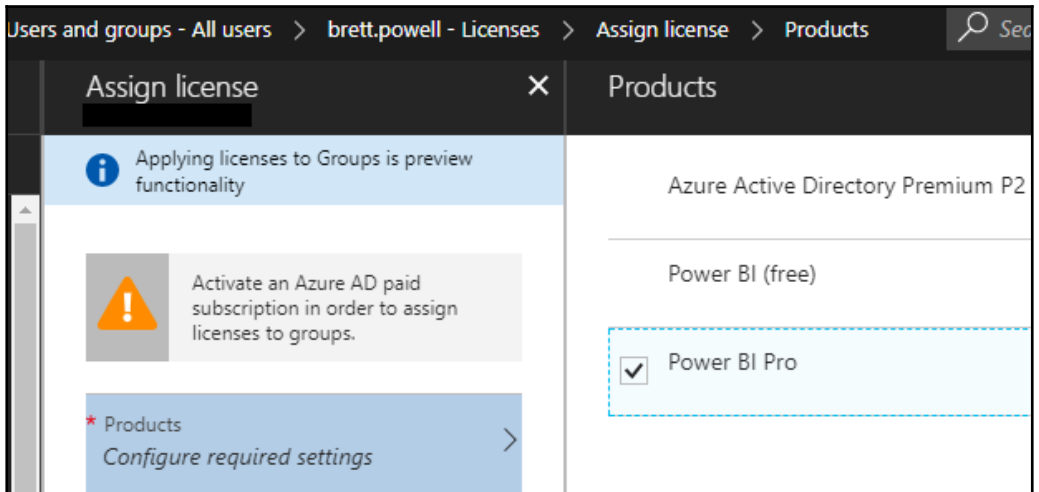 Users and groups - All users > brett.powell - Licenses > Assign license > Products
Assign license
Products
Applying licenses to Groups is preview
functionality
Activate an Azure AD paid
subscription in order to assign
licenses to groups.
* Products
Configure required settings
Azure Active Directory Premium P2
Power BI (free)
Power BI Pro